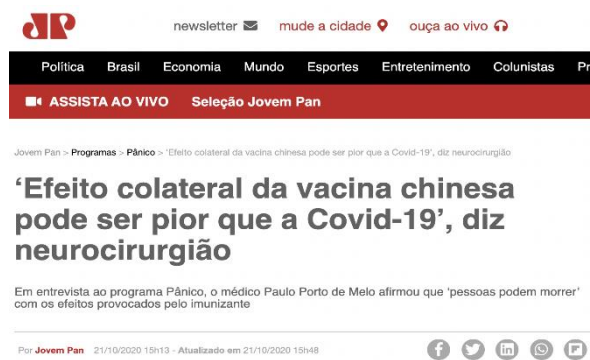 JP
newsletter mude a cidade ouça ao vivo
Política Brasil Economia Mundo Esportes Entretenimento Colunistas Pr
ASSISTA AO VIVO Seleção Jovem Pan
Jovem Pan > Programas > Pânico > 'Efeito colateral da vacina chinesa pode ser pior que a Covid-19', diz neurocirurgião
‘Efeito colateral da vacina chinesa
pode ser pior que a Covid-19’, diz
neurocirurgião
Em entrevista ao programa Pânico, o médico Paulo Porto de Melo afirmou que ‘pessoas podem morrer’
com os efeitos provocados pelo imunizante
Por Jovem Pan 21/10/2020 15h13 - Atualizado em 21/10/2020 15h48